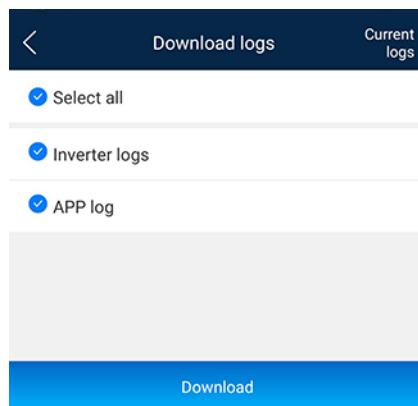 Download logs
Current
logs
Select all
Inverter logs
APP log
Download